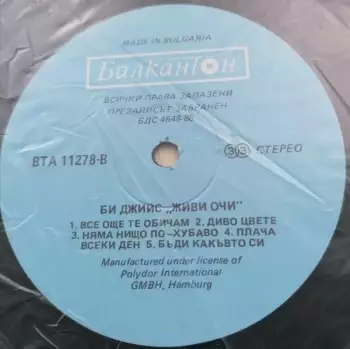 MADE IN BULGARIA
Балкантон
ВСИЧКИ ПРАВА ЗАПАЗЕНИ
ПРЕЗАПИСЪТ ЗАБРАНЕН
БДС 4848-80
ВТА 11278-В
33 СТЕРЕО
БИ ДЖИЙС „ЖИВИ ОЧИ"
1. ВСЕ ОЩЕ ТЕ ОБИЧАМ 2. ДИВО ЦВЕТЕ
3. НЯМА НИЩО ПО-ХУБАВО 4. ПЛАЧА
ВСЕКИ ДЕН 5. БЪДИ КАКЪВТО СИ
Manufactured under license of
Polydor International
GMBH, Hamburg